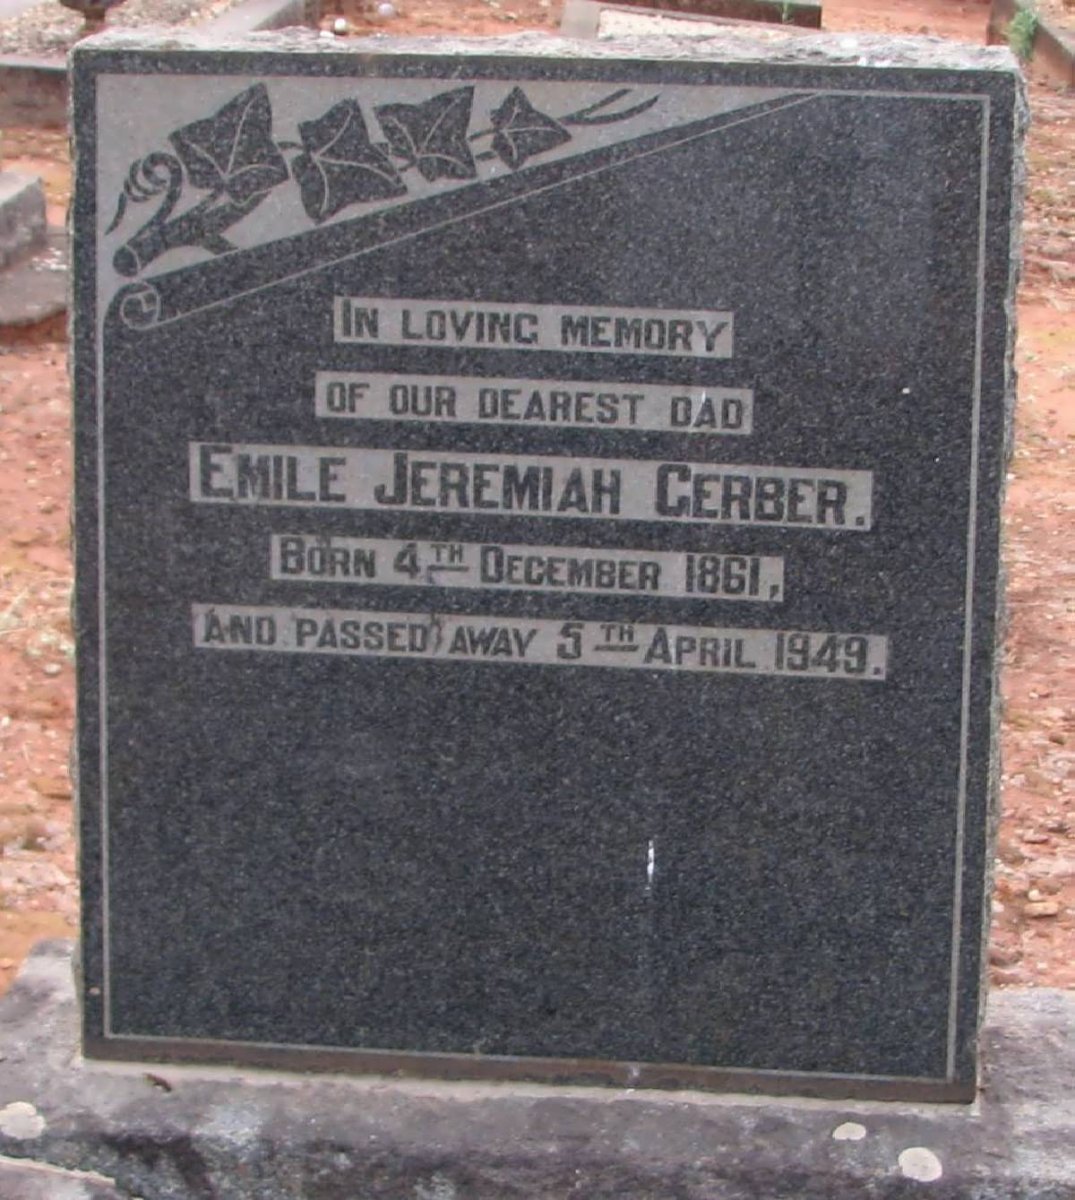 IN LOVING MEMORY
OF OUR DEAREST DAD
EMILE JEREMIAH GERBER.
BORN 4TH DECEMBER 1861,
AND PASSED AWAY 5TH APRIL 1949.